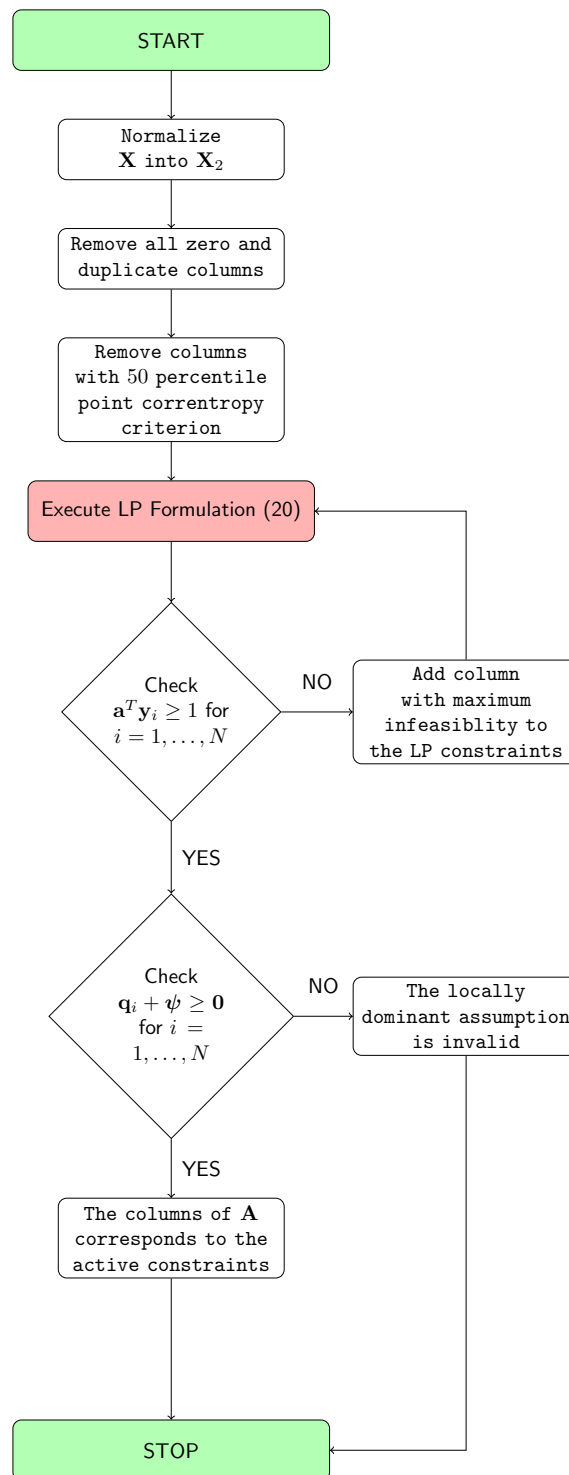 START
Normalize
X into X₂
Remove all zero and
duplicate columns
Remove columns
with 50 percentile
point correntropy
criterion
Execute LP Formulation (20)
Check
aᵀyᵢ ≥ 1 for
i = 1, . . . , N
NO
Add column
with maximum
infeasiblity to
the LP constraints
YES
Check
qᵢ + ψ ≥ 0
for i =
1, . . . , N
NO
The locally
dominant assumption
is invalid
YES
The columns of A
corresponds to the
active constraints
STOP